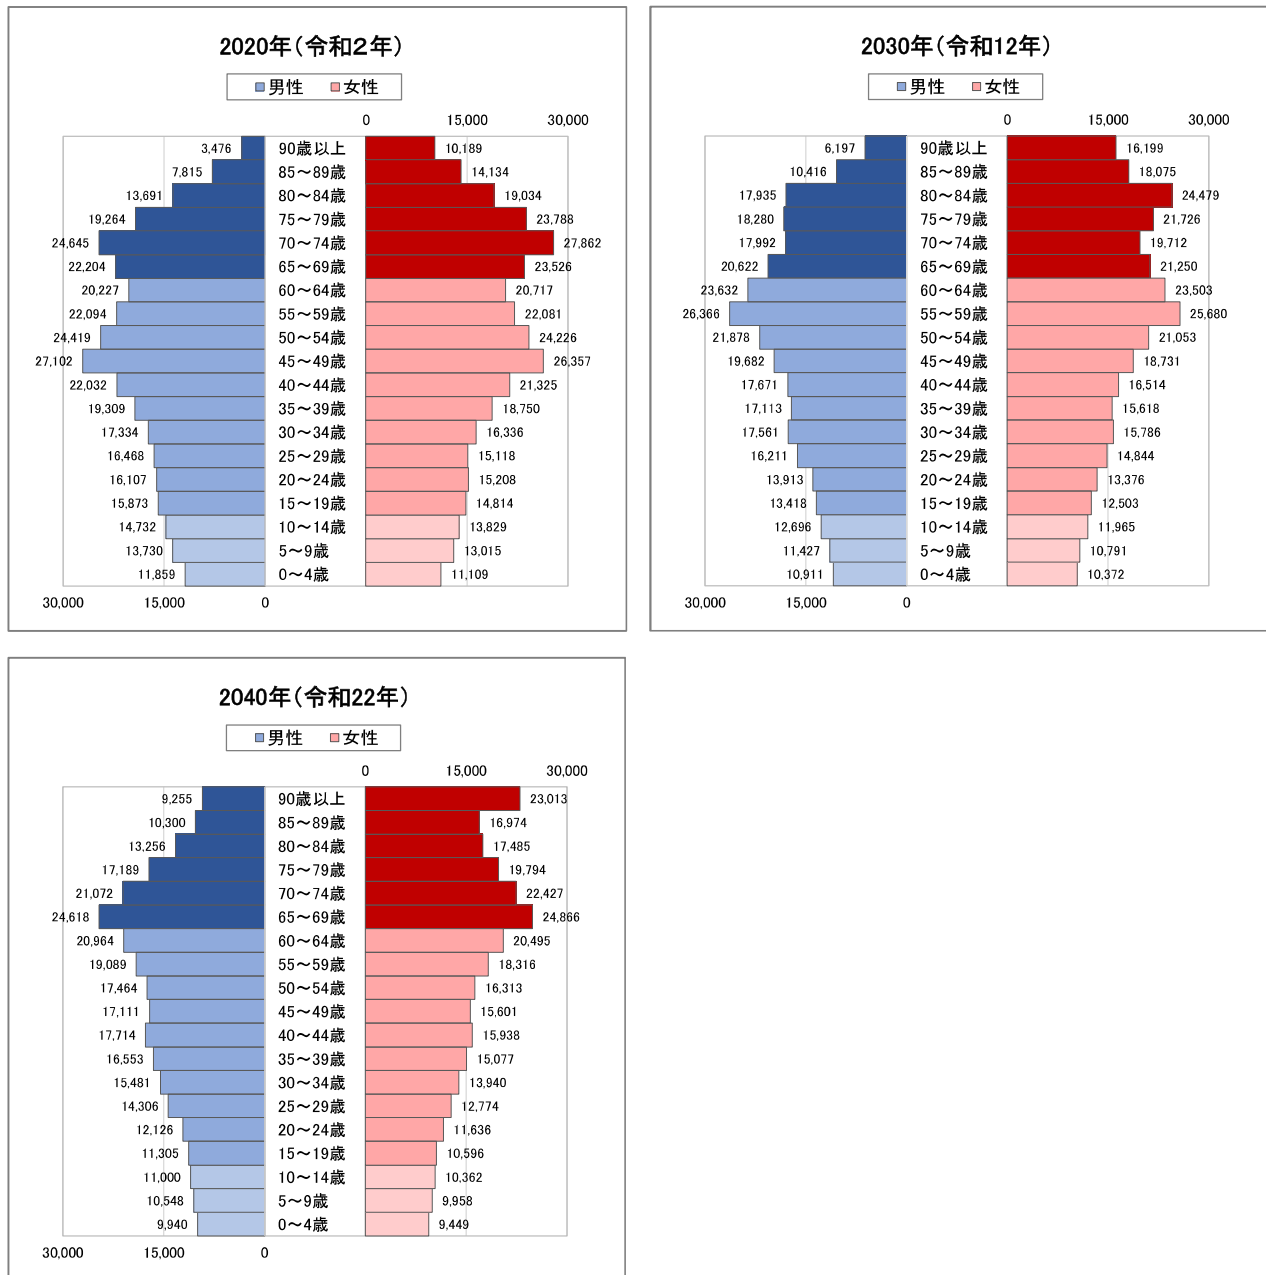 2020年（令和２年）
男性 女性
0 15,000 30,000
3,476 90歳以上 10,189
7,815 85～89歳 14,134
13,691 80～84歳 19,034
19,264 75～79歳 23,788
24,645 70～74歳 27,862
22,204 65～69歳 23,526
20,227 60～64歳 20,717
22,094 55～59歳 22,081
24,419 50～54歳 24,226
27,102 45～49歳 26,357
22,032 40～44歳 21,325
19,309 35～39歳 18,750
17,334 30～34歳 16,336
16,468 25～29歳 15,118
16,107 20～24歳 15,208
15,873 15～19歳 14,814
14,732 10～14歳 13,829
13,730 5～9歳 13,015
11,859 0～4歳 11,109
30,000 15,000 0
2030年（令和12年）
男性 女性
0 15,000 30,000
6,197 90歳以上 16,199
10,416 85～89歳 18,075
17,935 80～84歳 24,479
18,280 75～79歳 21,726
17,992 70～74歳 19,712
20,622 65～69歳 21,250
23,632 60～64歳 23,503
26,366 55～59歳 25,680
21,878 50～54歳 21,053
19,682 45～49歳 18,731
17,671 40～44歳 16,514
17,113 35～39歳 15,618
17,561 30～34歳 15,786
16,211 25～29歳 14,844
13,913 20～24歳 13,376
13,418 15～19歳 12,503
12,696 10～14歳 11,965
11,427 5～9歳 10,791
10,911 0～4歳 10,372
30,000 15,000 0
2040年（令和22年）
男性 女性
0 15,000 30,000
9,255 90歳以上 23,013
10,300 85～89歳 16,974
13,256 80～84歳 17,485
17,189 75～79歳 19,794
21,072 70～74歳 22,427
24,618 65～69歳 24,866
20,964 60～64歳 20,495
19,089 55～59歳 18,316
17,464 50～54歳 16,313
17,111 45～49歳 15,601
17,714 40～44歳 15,938
16,553 35～39歳 15,077
15,481 30～34歳 13,940
14,306 25～29歳 12,774
12,126 20～24歳 11,636
11,305 15～19歳 10,596
11,000 10～14歳 10,362
10,548 5～9歳 9,958
9,940 0～4歳 9,449
30,000 15,000 0